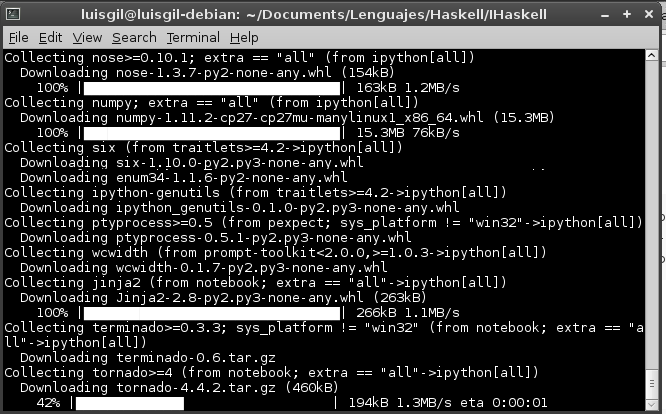 luisgil@luisgil-debian: ~/Documents/Lenguajes/Haskell/IHaskell
File Edit View Search Terminal Help
Collecting nose>=0.10.1; extra == "all" (from ipython[all])
  Downloading nose-1.3.7-py2-none-any.whl (154kB)
    100% |████████████████████████████████| 163kB 1.2MB/s
Collecting numpy; extra == "all" (from ipython[all])
  Downloading numpy-1.11.2-cp27-cp27mu-manylinux1_x86_64.whl (15.3MB)
    100% |████████████████████████████████| 15.3MB 76kB/s
Collecting six (from traitlets>=4.2->ipython[all])
  Downloading six-1.10.0-py2.py3-none-any.whl
  Downloading enum34-1.1.6-py2-none-any.whl
Collecting ipython-genutils (from traitlets>=4.2->ipython[all])
  Downloading ipython_genutils-0.1.0-py2.py3-none-any.whl
Collecting ptyprocess>=0.5 (from pexpect; sys_platform != "win32"->ipython[all])
  Downloading ptyprocess-0.5.1-py2.py3-none-any.whl
Collecting wcwidth (from prompt-toolkit<2.0.0,>=1.0.3->ipython[all])
  Downloading wcwidth-0.1.7-py2.py3-none-any.whl
Collecting jinja2 (from notebook; extra == "all"->ipython[all])
  Downloading Jinja2-2.8-py2.py3-none-any.whl (263kB)
    100% |████████████████████████████████| 266kB 1.1MB/s
Collecting terminado>=0.3.3; sys_platform != "win32" (from notebook; extra == "a
ll"->ipython[all])
  Downloading terminado-0.6.tar.gz
Collecting tornado>=4 (from notebook; extra == "all"->ipython[all])
  Downloading tornado-4.4.2.tar.gz (460kB)
    42% |█████████████▌                  | 194kB 1.3MB/s eta 0:00:01